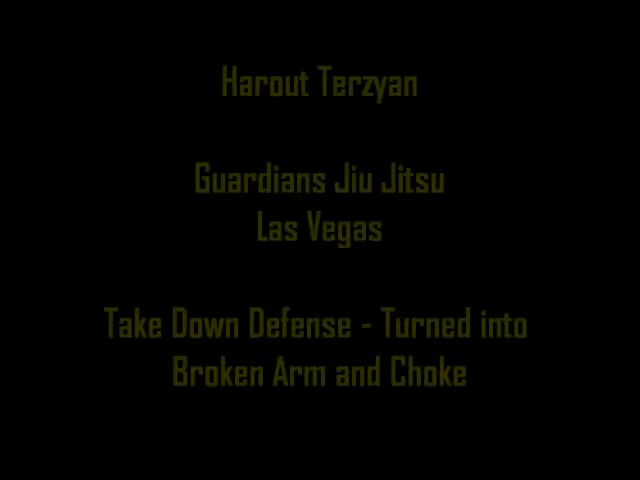 Harout Terzyan
Guardians Jiu Jitsu
Las Vegas
Take Down Defense - Turned into
Broken Arm and Choke